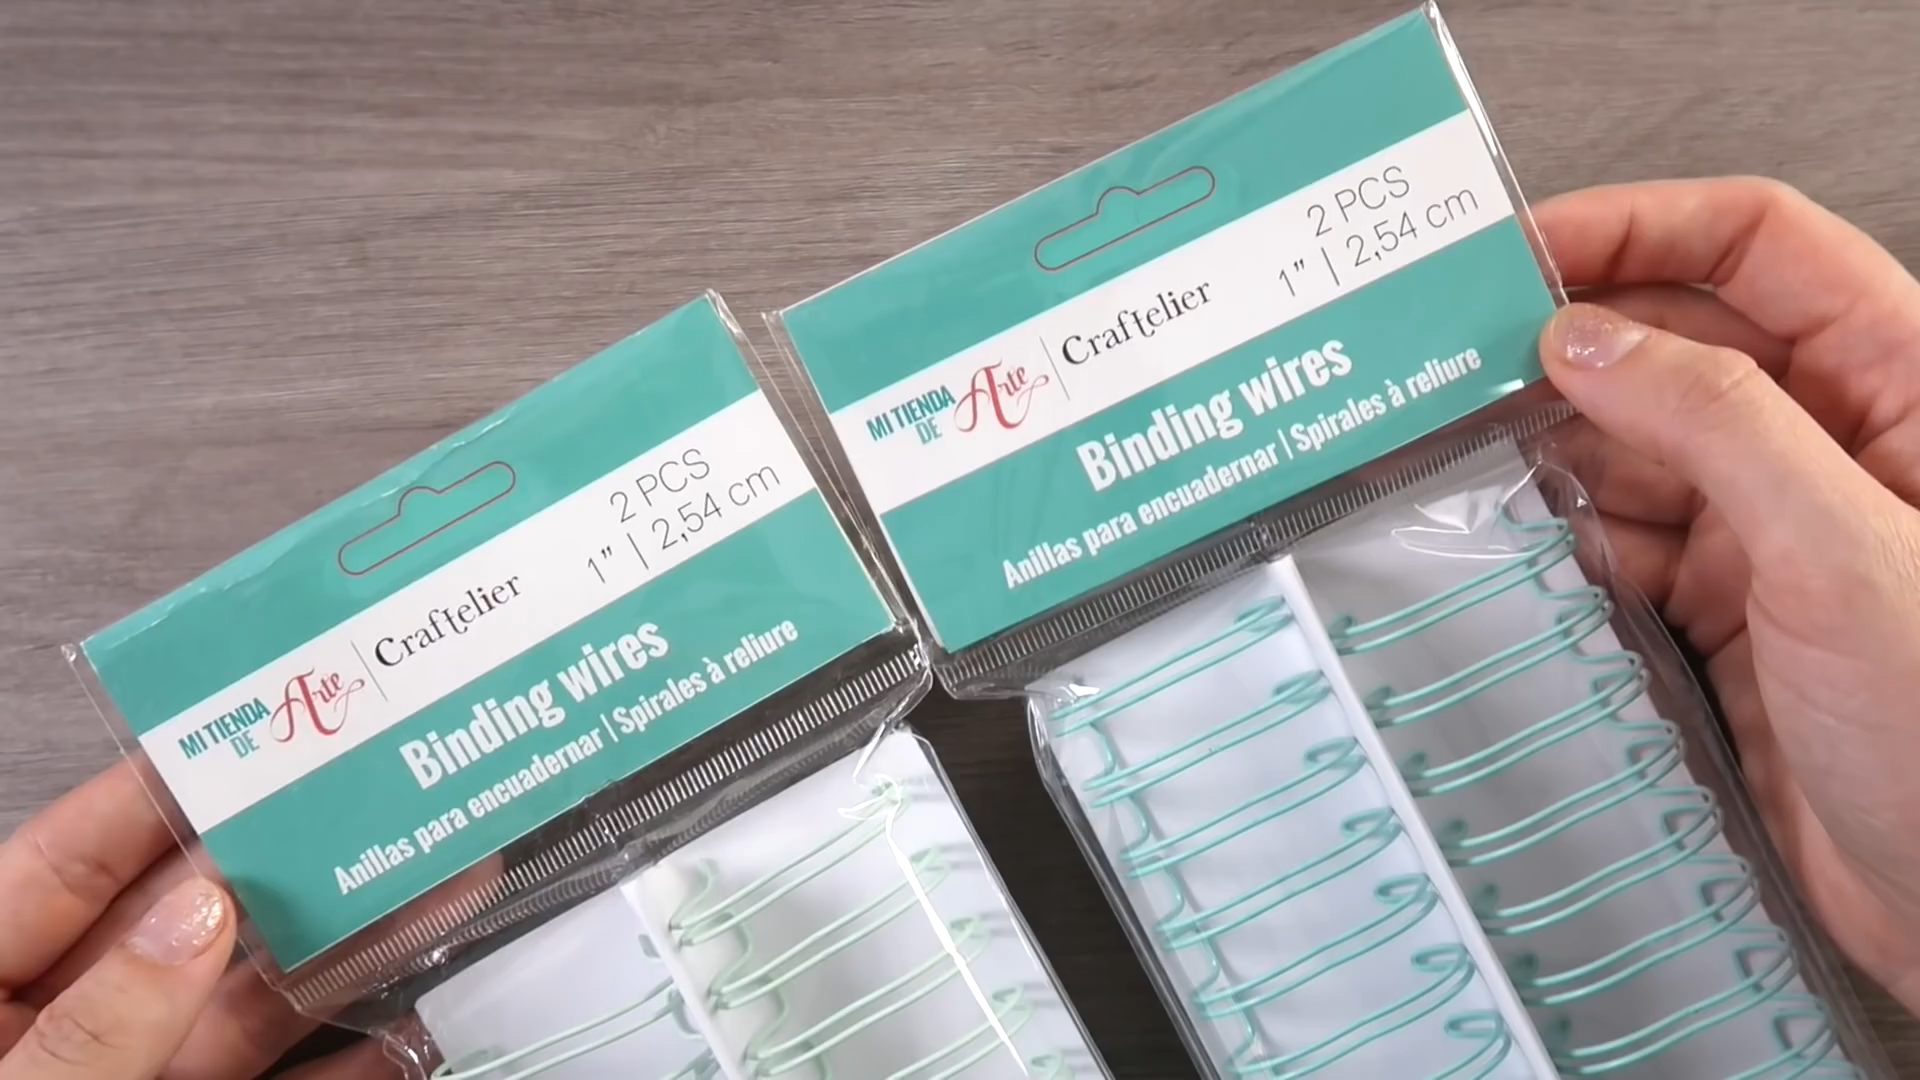 MI TIENDA
DE
Arte
Craftelier
2 PCS
1” | 2,54 cm
Binding wires
Anillas para encuadernar | Spirales à reliure
MI TIENDA
DE
Arte
Craftelier
2 PCS
1” | 2,54 cm
Binding wires
Anillas para encuadernar | Spirales à reliure